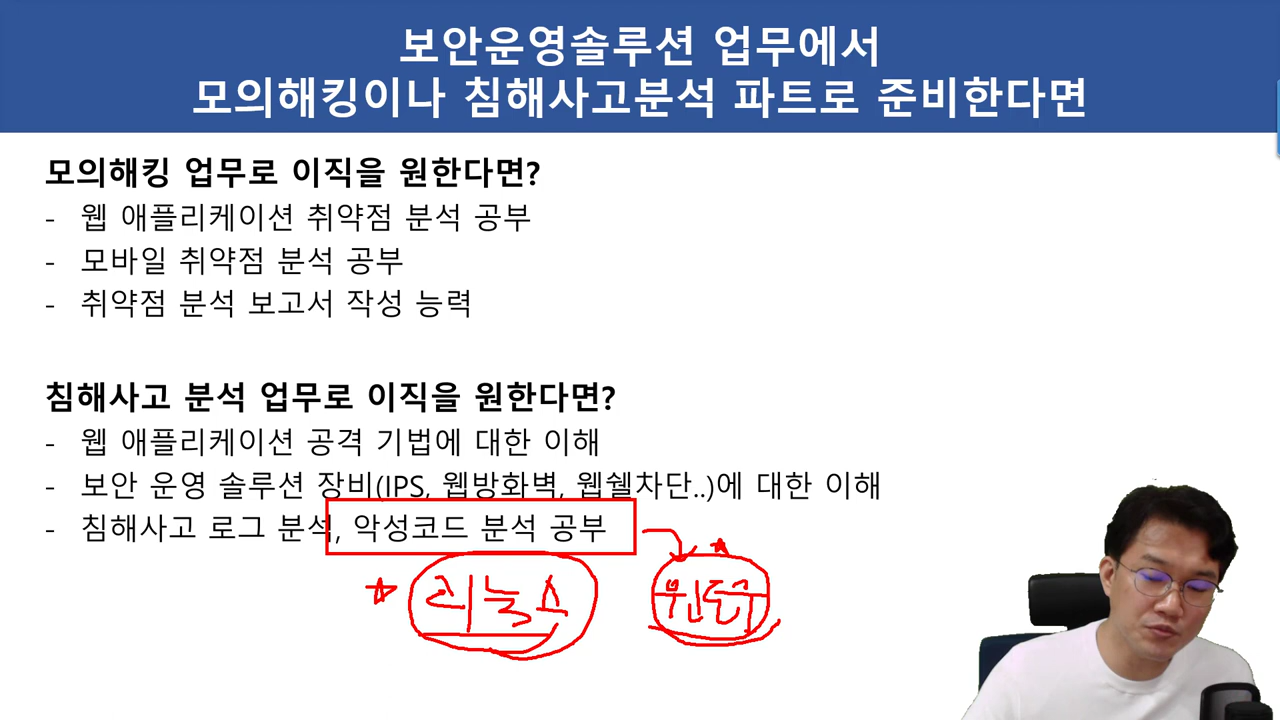 보안운영솔루션 업무에서
모의해킹이나 침해사고분석 파트로 준비한다면
모의해킹 업무로 이직을 원한다면?
- 웹 애플리케이션 취약점 분석 공부
- 모바일 취약점 분석 공부
- 취약점 분석 보고서 작성 능력
침해사고 분석 업무로 이직을 원한다면?
- 웹 애플리케이션 공격 기법에 대한 이해
- 보안 운영 솔루션 장비(IPS, 웹방화벽, 웹쉘차단..)에 대한 이해
- 침해사고 로그 분석, 악성코드 분석 공부
리눅스 윈도우